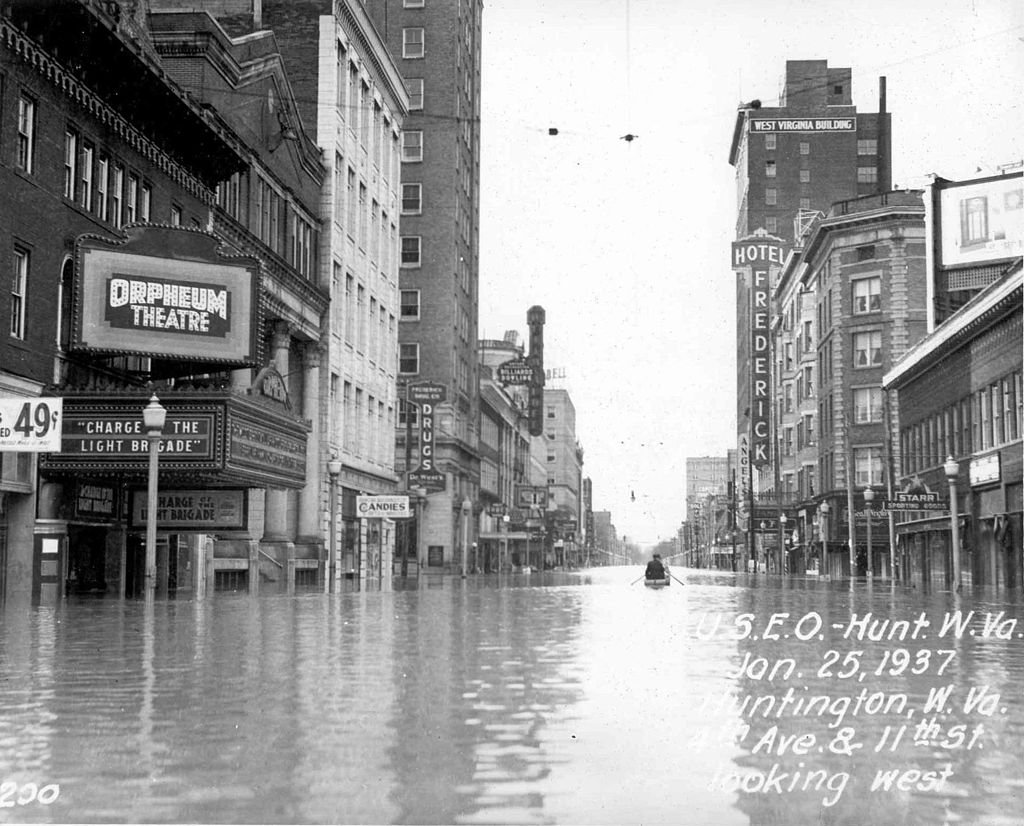 WEST VIRGINIA BUILDING
HOTEL
FREDERICK
ORPHEUM
THEATRE
BILLIARDS
BOWLING
DRUGS
49¢
"CHARGE OF THE
LIGHT BRIGADE"
CHARGE OF THE
LIGHT BRIGADE
CANDIES
STARR
SPORTING GOODS
U.S.E.O.-Hunt. W. Va.
Jan. 25, 1937
Huntington, W. Va.
4th Ave. & 11th St.
looking west
200